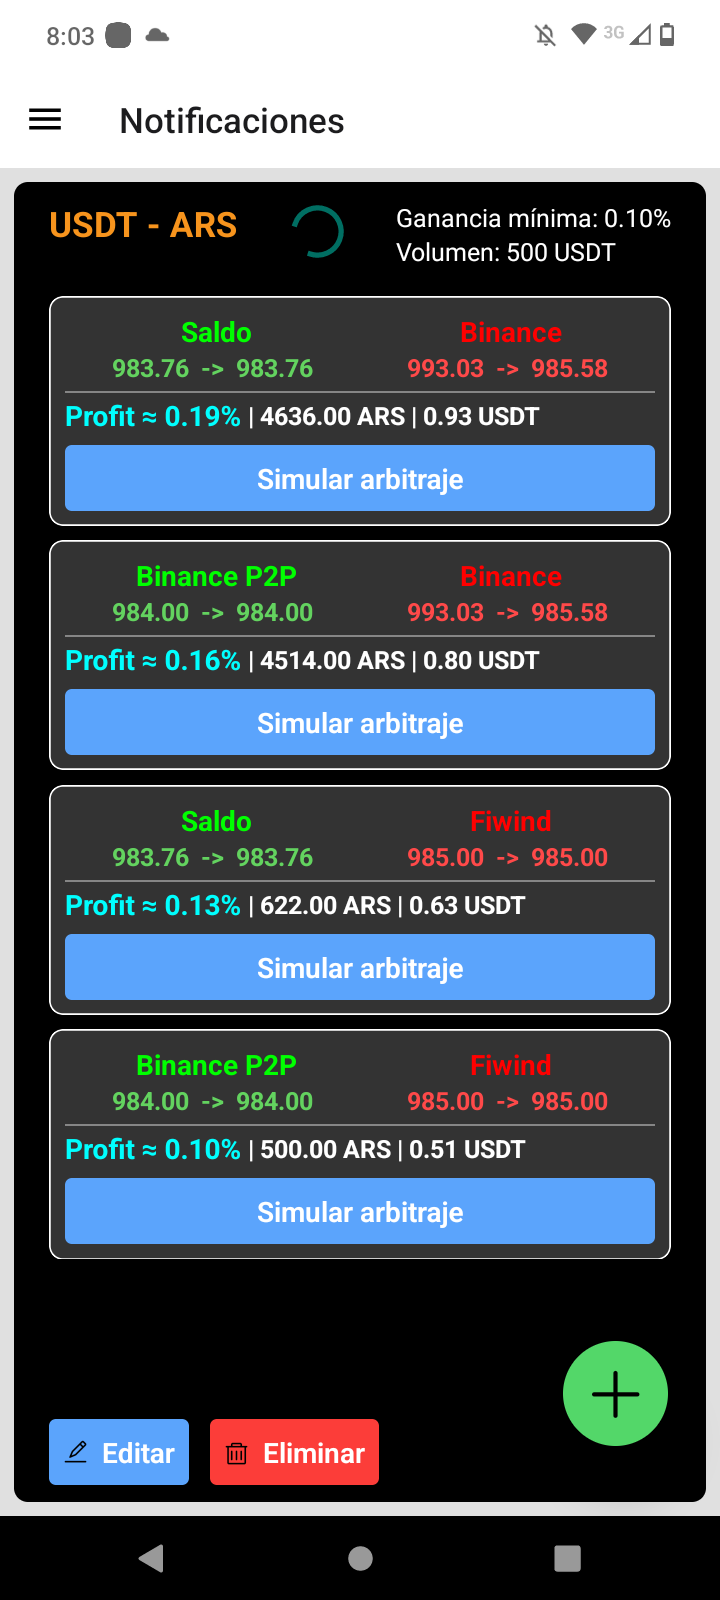 8:03 3G
Notificaciones
USDT - ARS
Ganancia mínima: 0.10%
Volumen: 500 USDT
Saldo Binance
983.76 -> 983.76 993.03 -> 985.58
Profit ≈ 0.19% | 4636.00 ARS | 0.93 USDT
Simular arbitraje
Binance P2P Binance
984.00 -> 984.00 993.03 -> 985.58
Profit ≈ 0.16% | 4514.00 ARS | 0.80 USDT
Simular arbitraje
Saldo Fiwind
983.76 -> 983.76 985.00 -> 985.00
Profit ≈ 0.13% | 622.00 ARS | 0.63 USDT
Simular arbitraje
Binance P2P Fiwind
984.00 -> 984.00 985.00 -> 985.00
Profit ≈ 0.10% | 500.00 ARS | 0.51 USDT
Simular arbitraje
Editar Eliminar